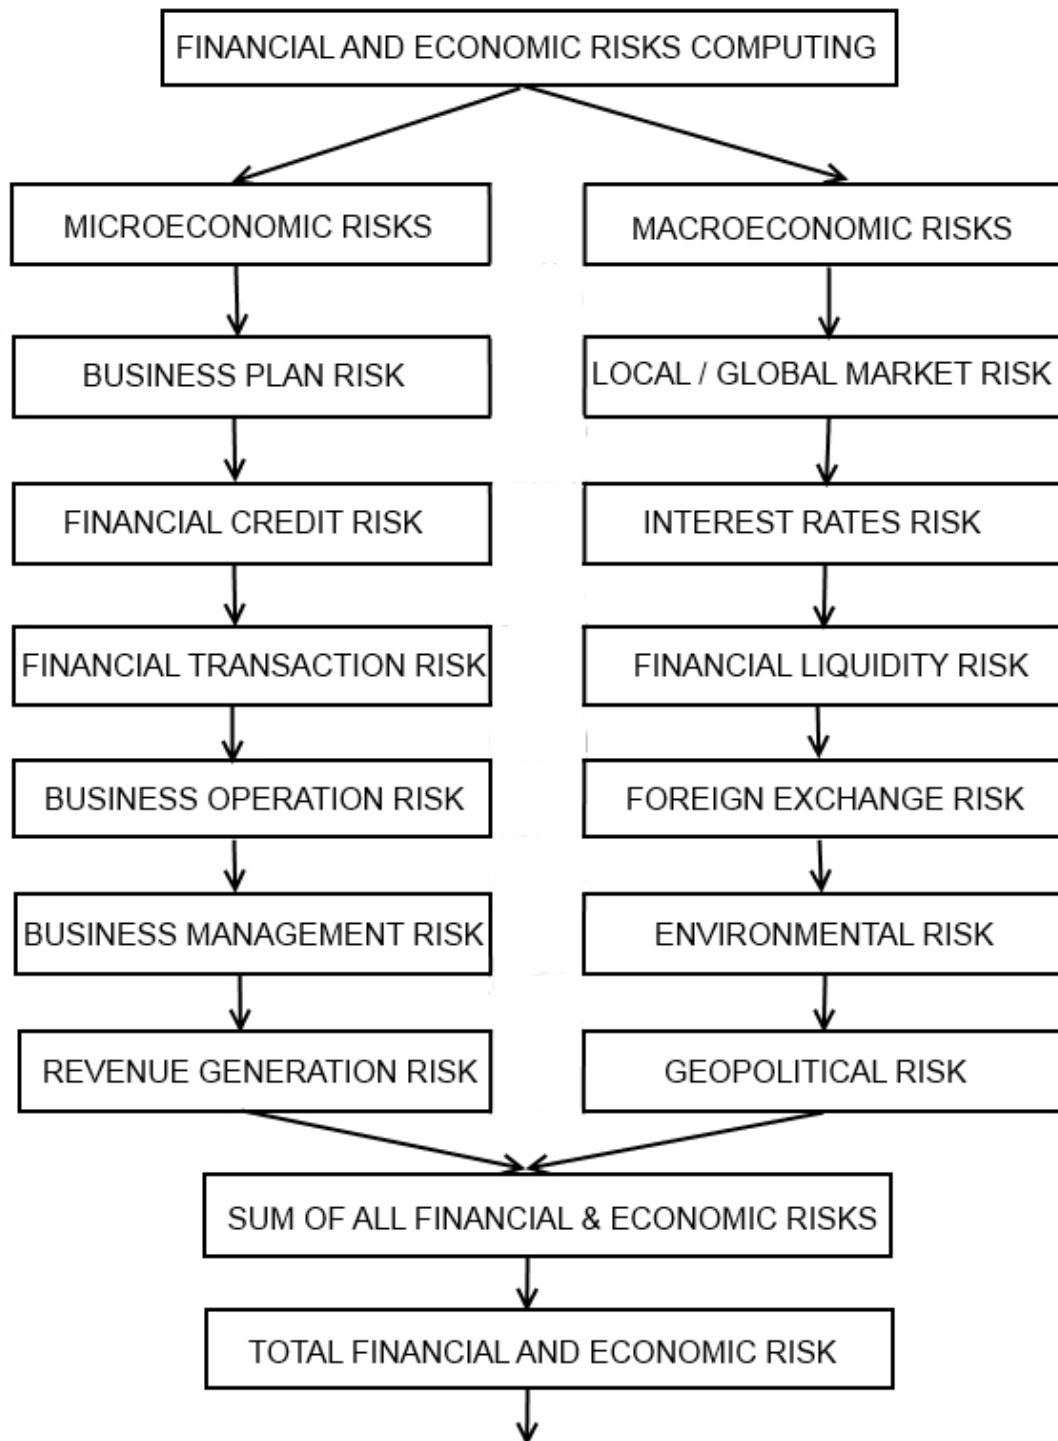 FINANCIAL AND ECONOMIC RISKS COMPUTING
MICROECONOMIC RISKS
MACROECONOMIC RISKS
BUSINESS PLAN RISK
LOCAL / GLOBAL MARKET RISK
FINANCIAL CREDIT RISK
INTEREST RATES RISK
FINANCIAL TRANSACTION RISK
FINANCIAL LIQUIDITY RISK
BUSINESS OPERATION RISK
FOREIGN EXCHANGE RISK
BUSINESS MANAGEMENT RISK
ENVIRONMENTAL RISK
REVENUE GENERATION RISK
GEOPOLITICAL RISK
SUM OF ALL FINANCIAL & ECONOMIC RISKS
TOTAL FINANCIAL AND ECONOMIC RISK